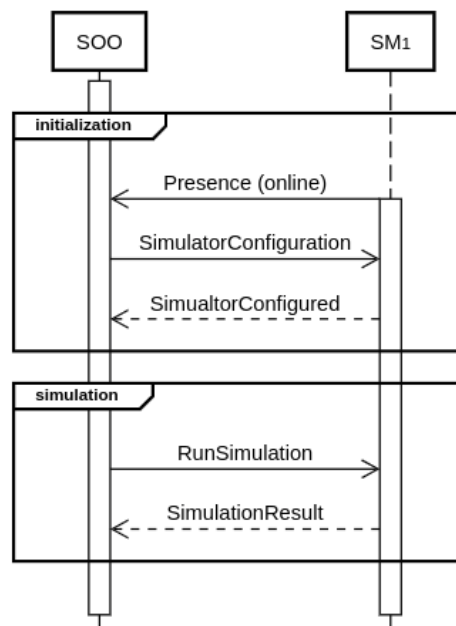 SOO
SM1
initialization
Presence (online)
SimulatorConfiguration
SimualtorConfigured
simulation
RunSimulation
SimulationResult